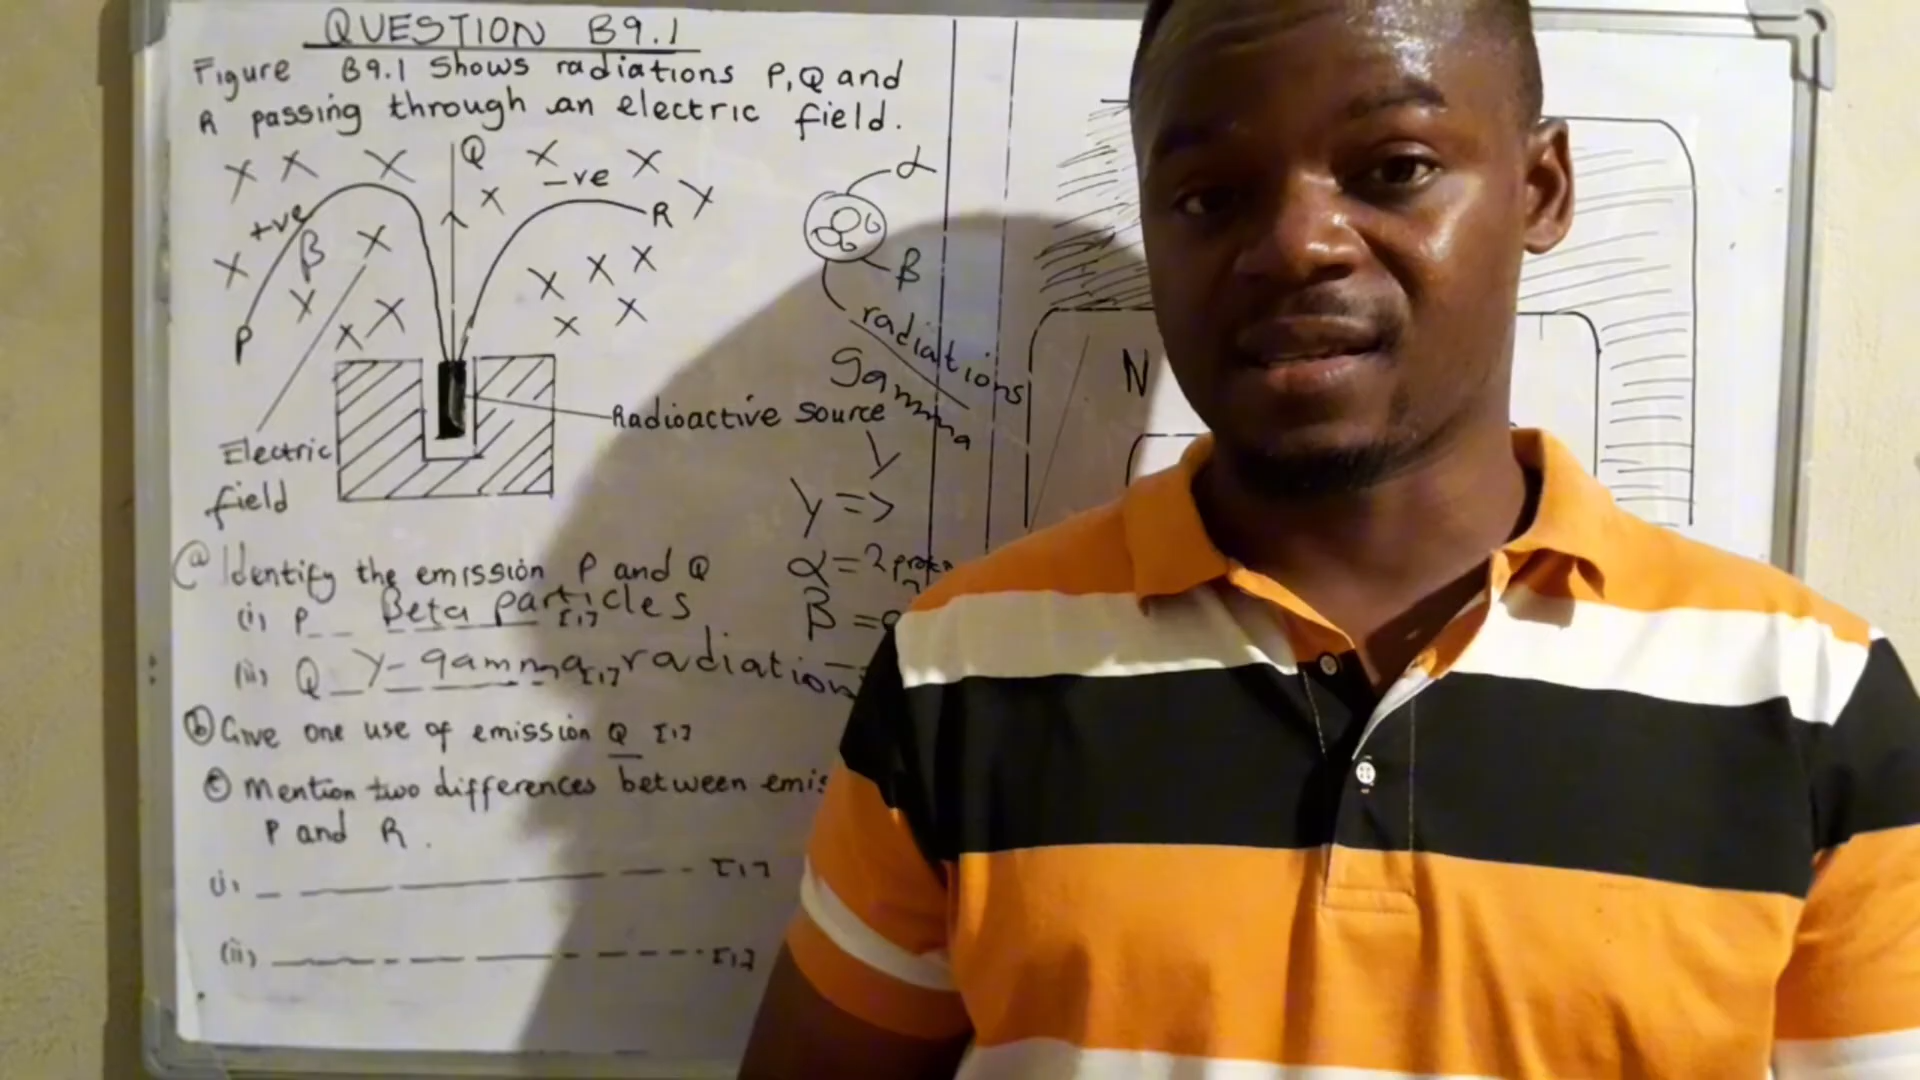 QUESTION B9.1
Figure B9.1 Shows radiations P, Q and
R passing through an electric field.
Q
-ve
+ve
R
β
P
α
β
radiations
gamma
N
Radioactive source
Electric
field
γ
γ =>
α = 2
β =
(a) Identify the emission P and Q
(i) P Beta particles [1]
(ii) Q γ- gamma [1] radiation
(b) Give one use of emission Q [1]
(c) Mention two differences between
P and R.
(i) [1]
(ii) [1]